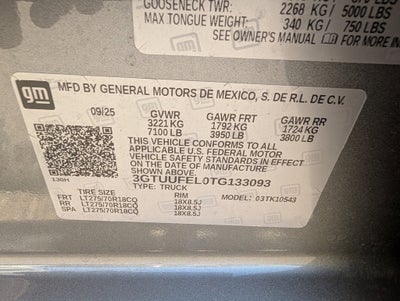 GOOSENECK TWR: 2268 KG / 5000 LBS
MAX TONGUE WEIGHT: 340 KG / 750 LBS
SEE OWNER'S MANUAL gm FOR MORE IN
gm
MFD BY GENERAL MOTORS DE MEXICO, S. DE R.L. DE C.V.
09/25 GVWR GAWR FRT GAWR RR
3221 KG 1792 KG 1724 KG
7100 LB 3950 LB 3800 LB
THIS VEHICLE CONFORMS TO ALL APPLICABLE
U.S. FEDERAL MOTOR VEHICLE SAFETY
STANDARDS IN EFFECT ON THE
DATE OF MANUFACTURE SHOWN ABOVE.
3GTUUFEL0TG133093
TYPE: TRUCK
130H
TIRE SIZE RIM MODEL: 03TK10543
FRT LT275/70R18CQ 18X8.5J
RR LT275/70R18CQ 18X8.5J
SPA LT275/70R18CQ 18X8.5J